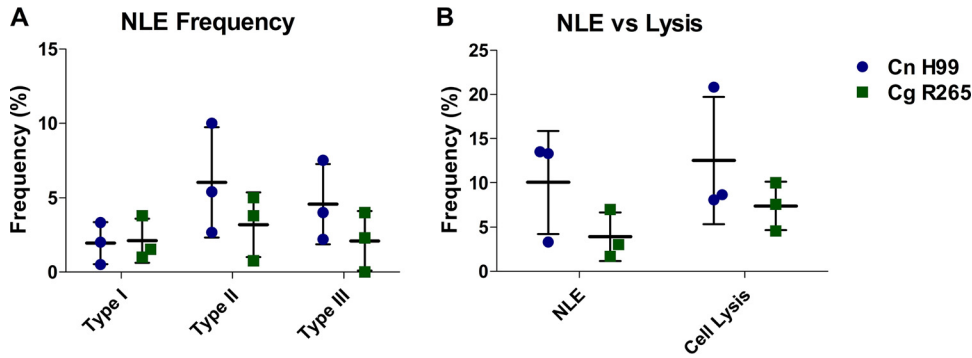 A
NLE Frequency
15
10
5
0
Frequency (%)
Type I
Type II
Type III
B
NLE vs Lysis
25
20
15
10
5
0
Frequency (%)
NLE
Cell Lysis
Cn H99
Cg R265